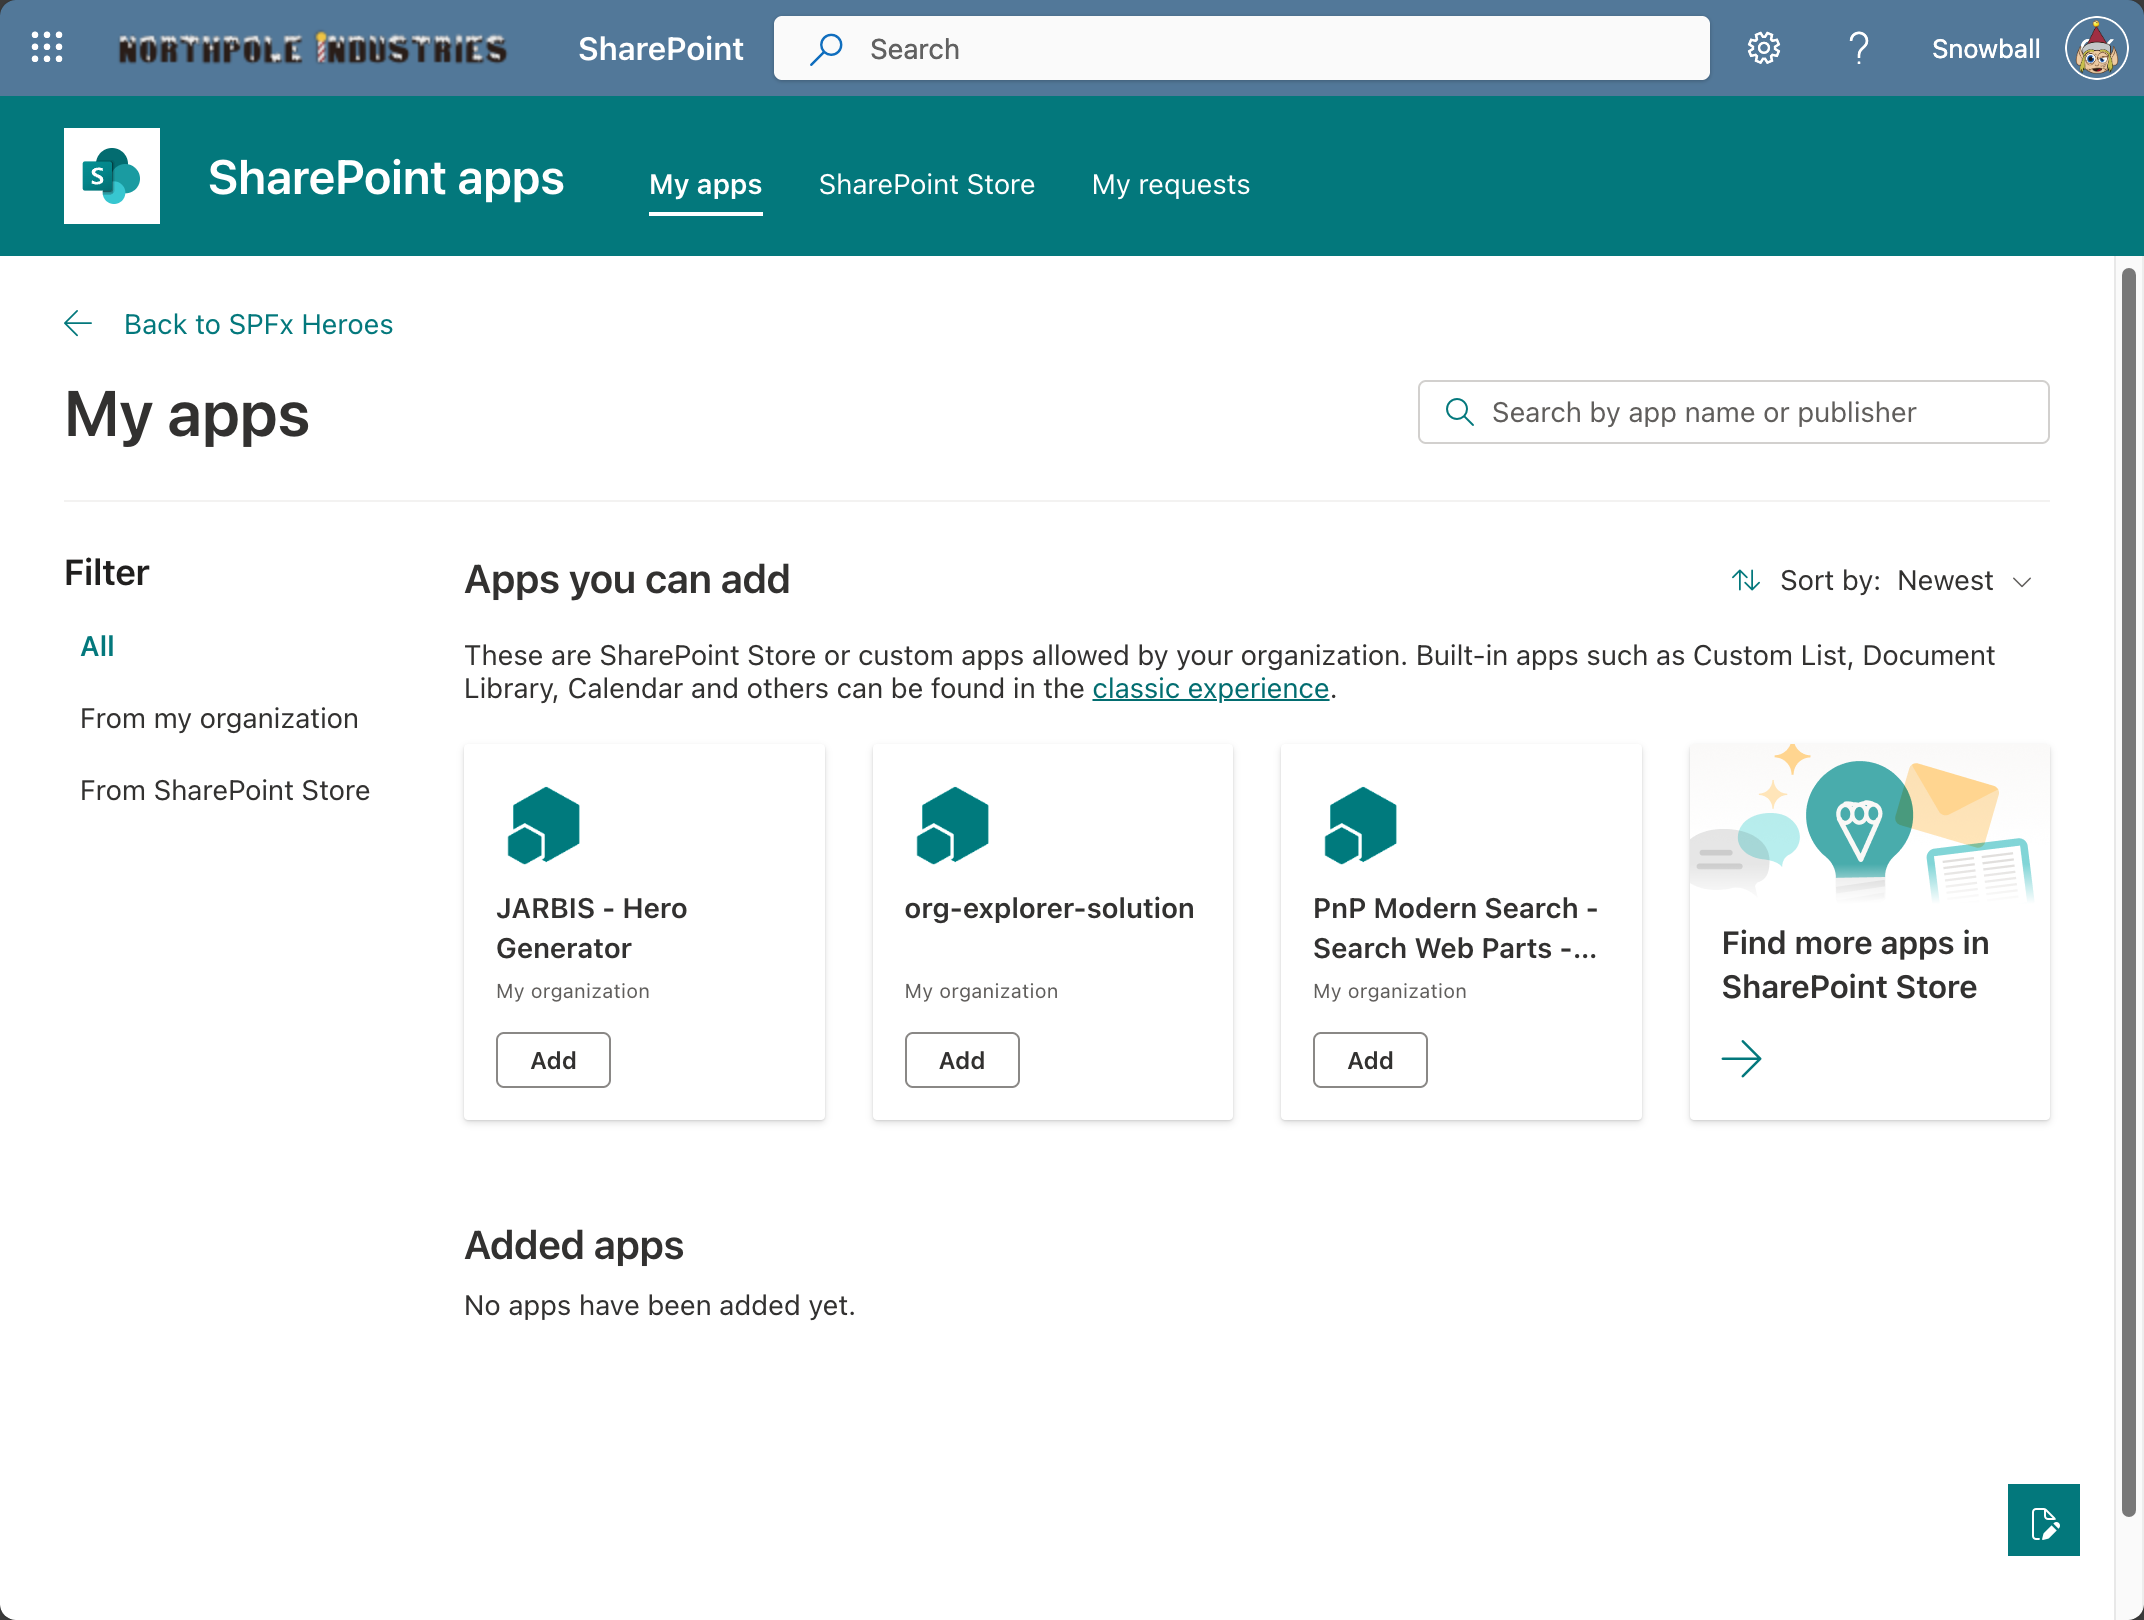 NORTHPOLE INDUSTRIES
SharePoint
Search
Snowball
S
SharePoint apps
My apps
SharePoint Store
My requests
Back to SPFx Heroes
My apps
Search by app name or publisher
Filter
All
From my organization
From SharePoint Store
Apps you can add
Sort by: Newest
These are SharePoint Store or custom apps allowed by your organization. Built-in apps such as Custom List, Document
Library, Calendar and others can be found in the classic experience.
JARBIS - Hero
Generator
My organization
Add
org-explorer-solution
My organization
Add
PnP Modern Search -
Search Web Parts -...
My organization
Add
Find more apps in
SharePoint Store
Added apps
No apps have been added yet.